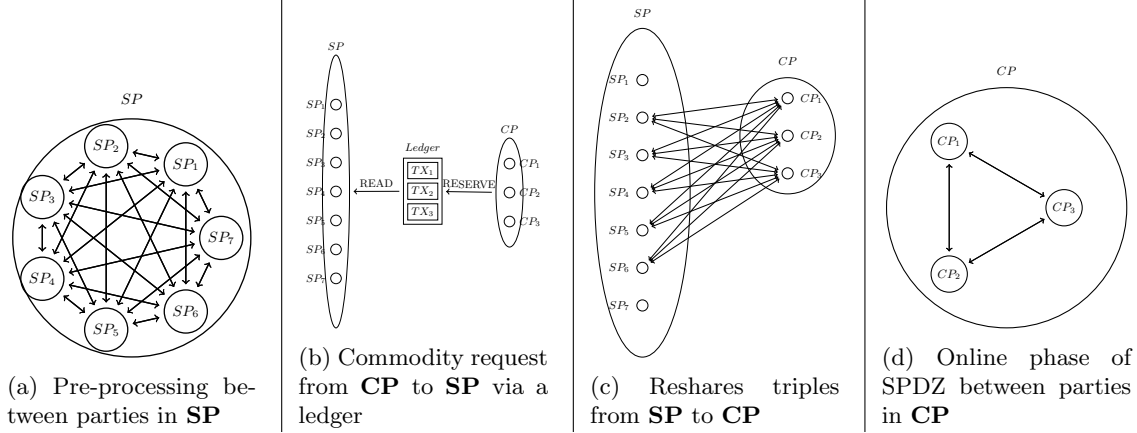 SP
SP₁
SP₂
SP₃
SP₄
SP₅
SP₆
SP₇
(a) Pre-processing be-
tween parties in SP
SP
SP₁
SP₂
SP₃
SP₄
SP₅
SP₆
SP₇
READ
Ledger
TX₁
TX₂
TX₃
RESERVE
CP
CP₁
CP₂
CP₃
(b) Commodity request
from CP to SP via a
ledger
SP
SP₁
SP₂
SP₃
SP₄
SP₅
SP₆
SP₇
CP
CP₁
CP₂
CP₃
(c) Reshares triples
from SP to CP
CP
CP₁
CP₂
CP₃
(d) Online phase of
SPDZ between parties
in CP